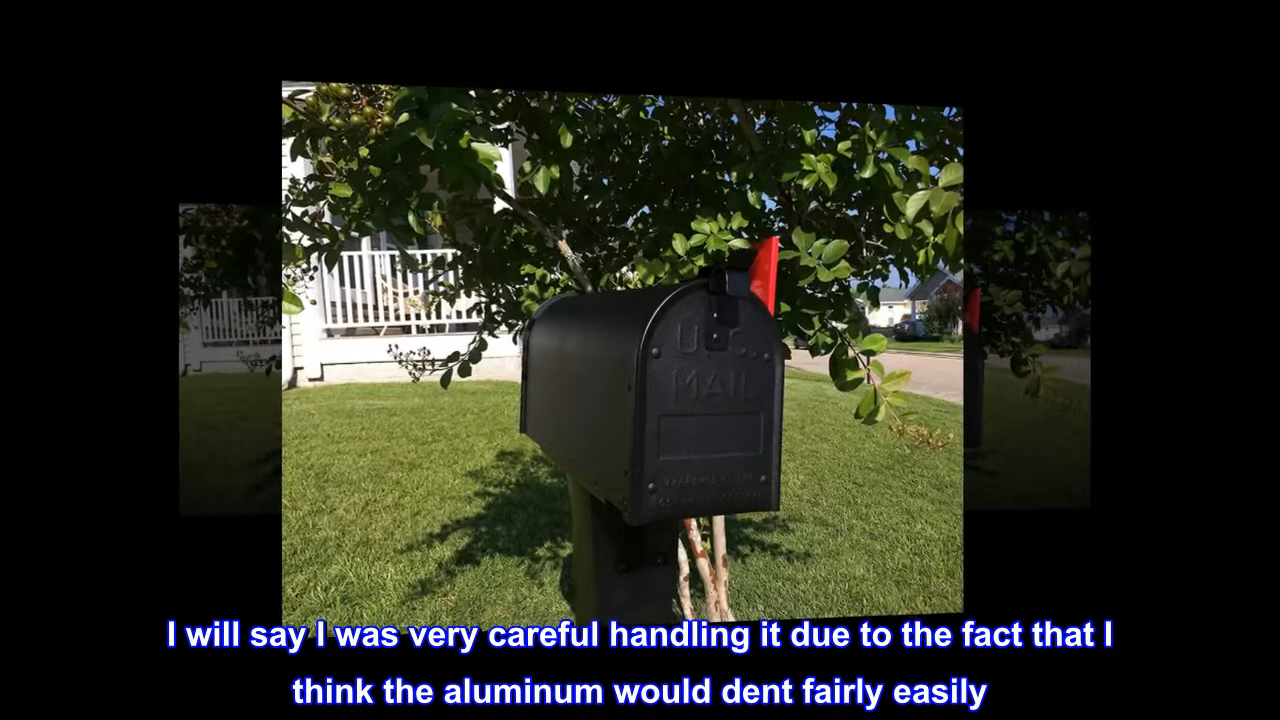 U.S.
MAIL
I will say I was very careful handling it due to the fact that I
think the aluminum would dent fairly easily